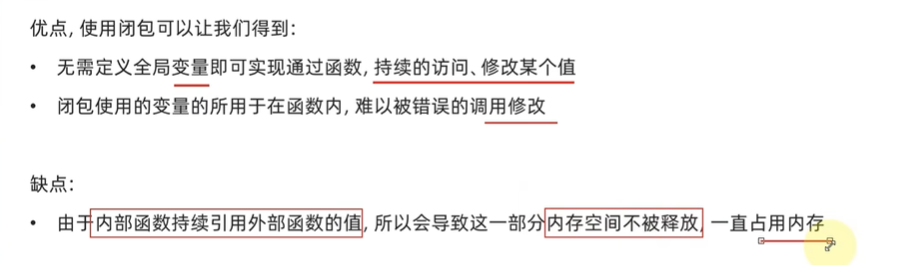 优点,使用闭包可以让我们得到:
• 无需定义全局变量即可实现通过函数,持续的访问、修改某个值
• 闭包使用的变量的所用于在函数内,难以被错误的调用修改
缺点:
• 由于内部函数持续引用外部函数的值,所以会导致这一部分内存空间不被释放,一直占用内存